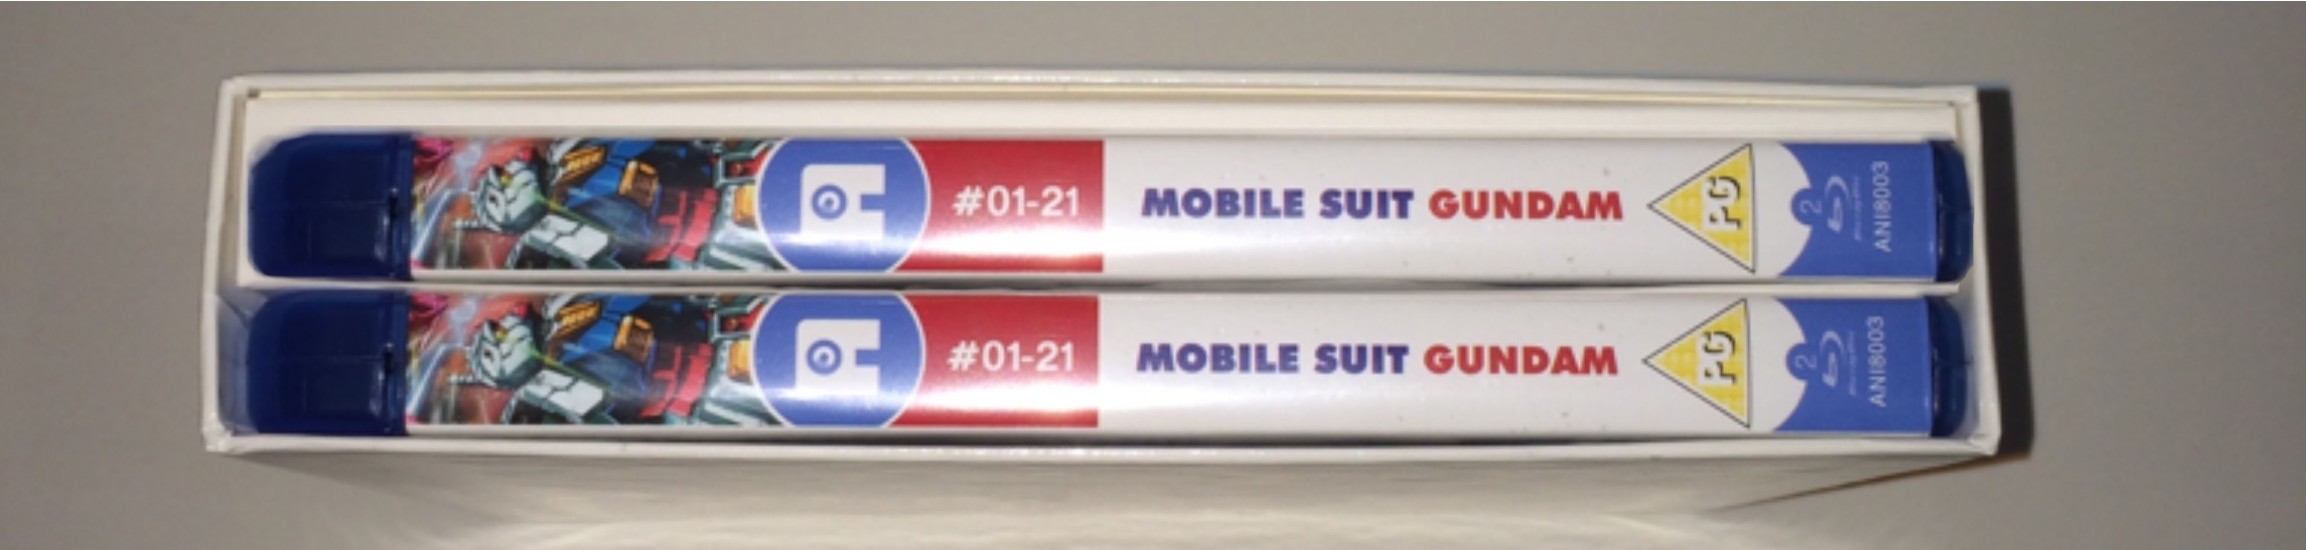 #01-21 MOBILE SUIT GUNDAM PG 2 ANI8003
#01-21 MOBILE SUIT GUNDAM PG 2 ANI8003